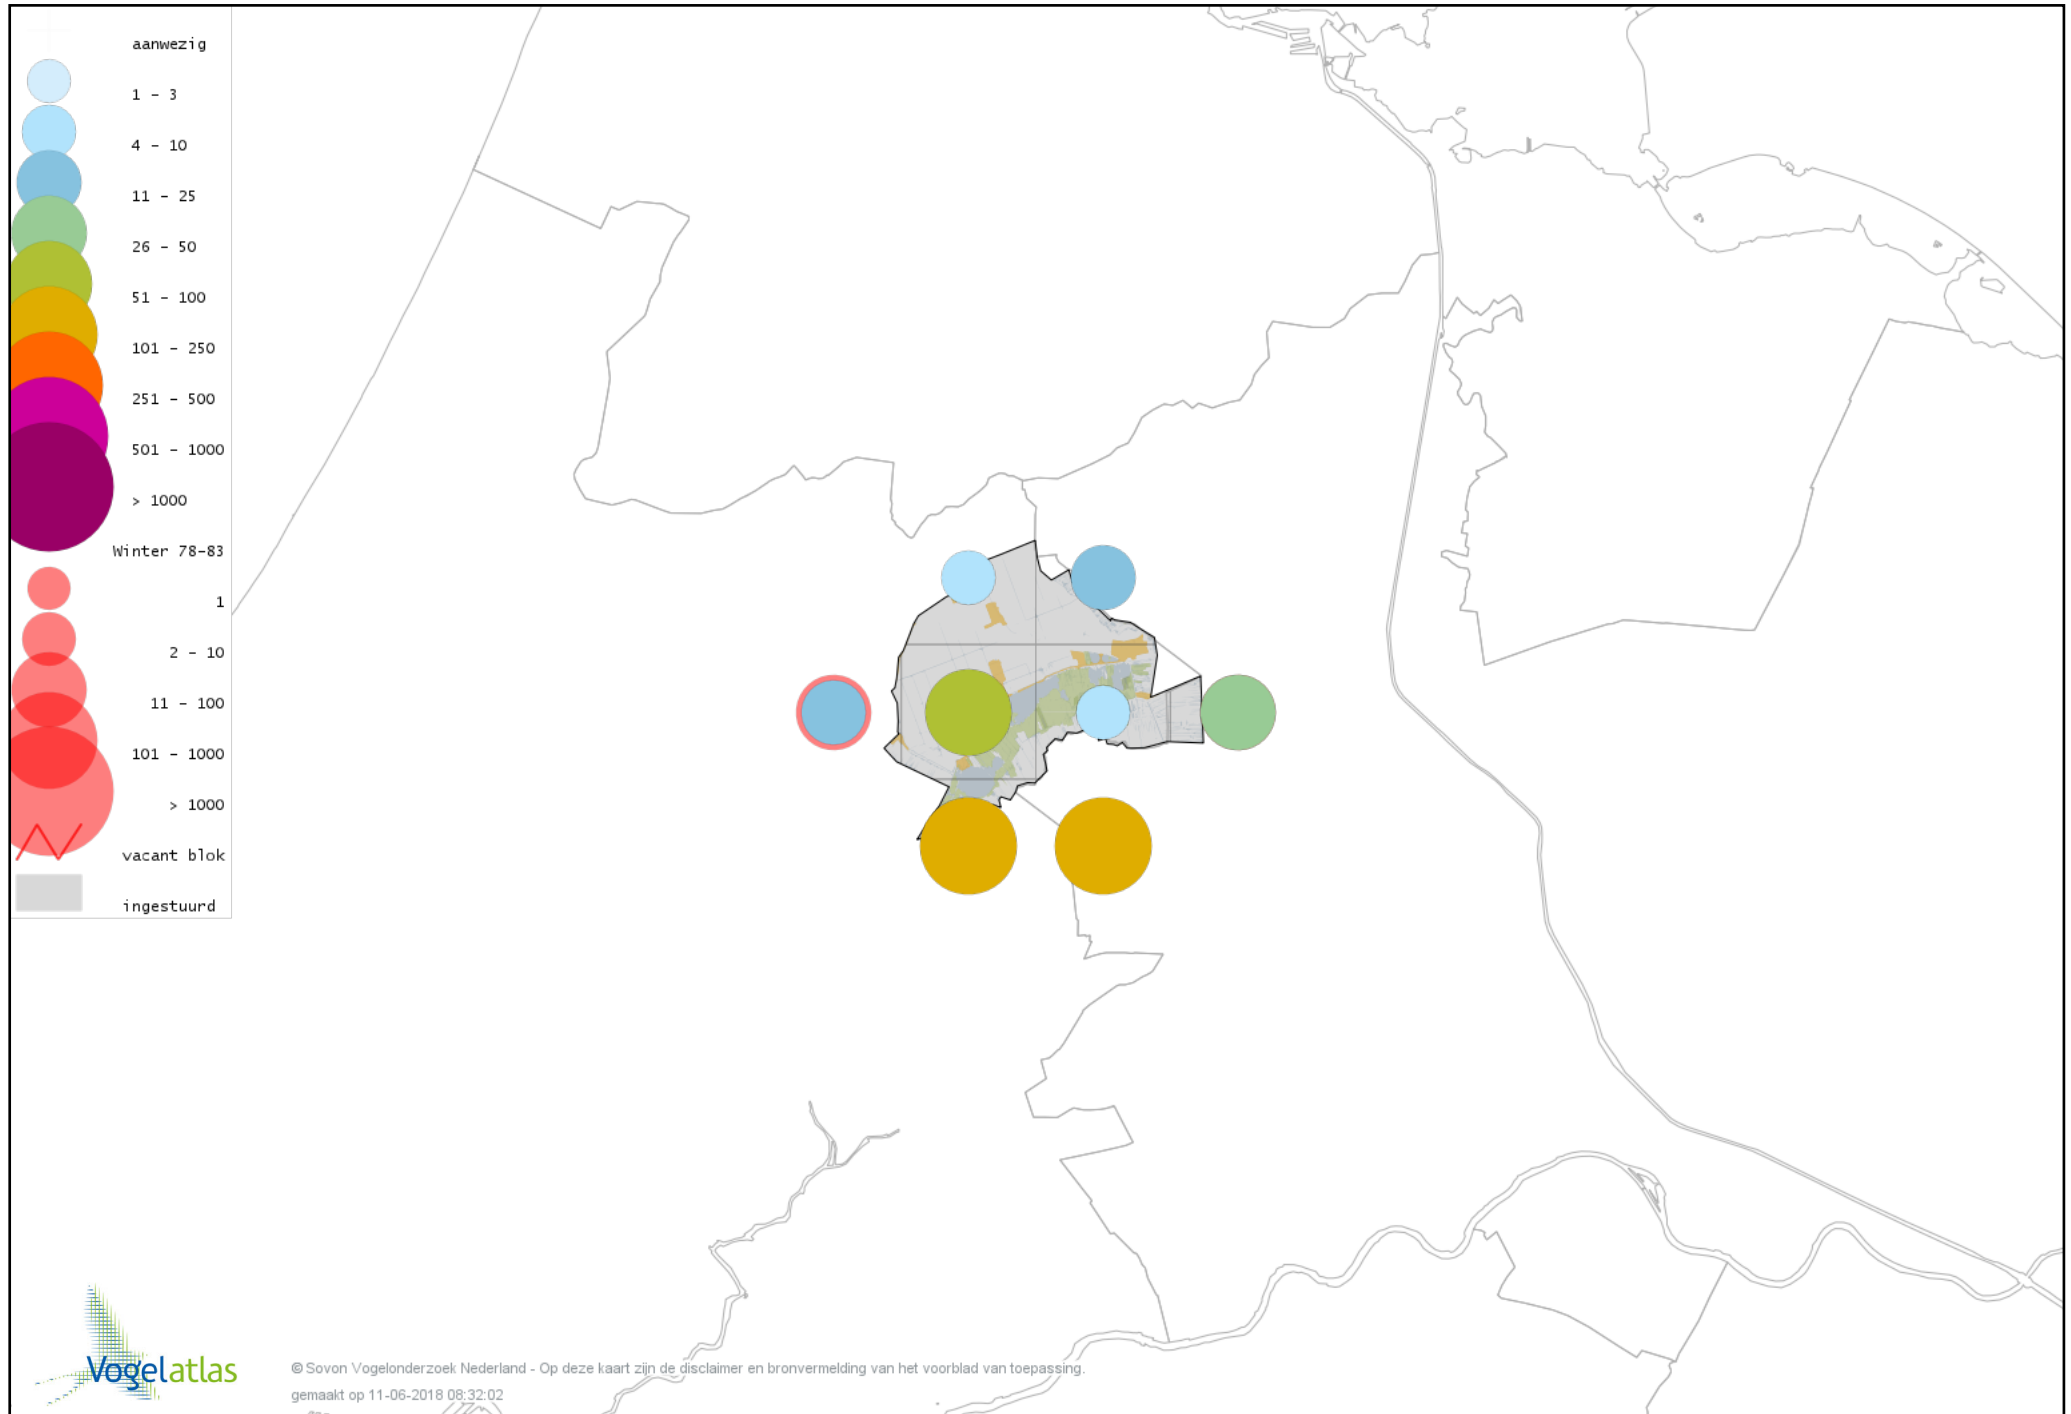 aanwezig
1 - 3
4 - 10
11 - 25
26 - 50
51 - 100
101 - 250
251 - 500
501 - 1000
> 1000
Winter 78-83
1
2 - 10
11 - 100
101 - 1000
> 1000
vacant blok
ingestuurd
Vogelatlas
© Sovon Vogelonderzoek Nederland - Op deze kaart zijn de disclaimer en bronvermelding van het voorblad van toepassing.
gemaakt op 11-06-2018 08:32:02